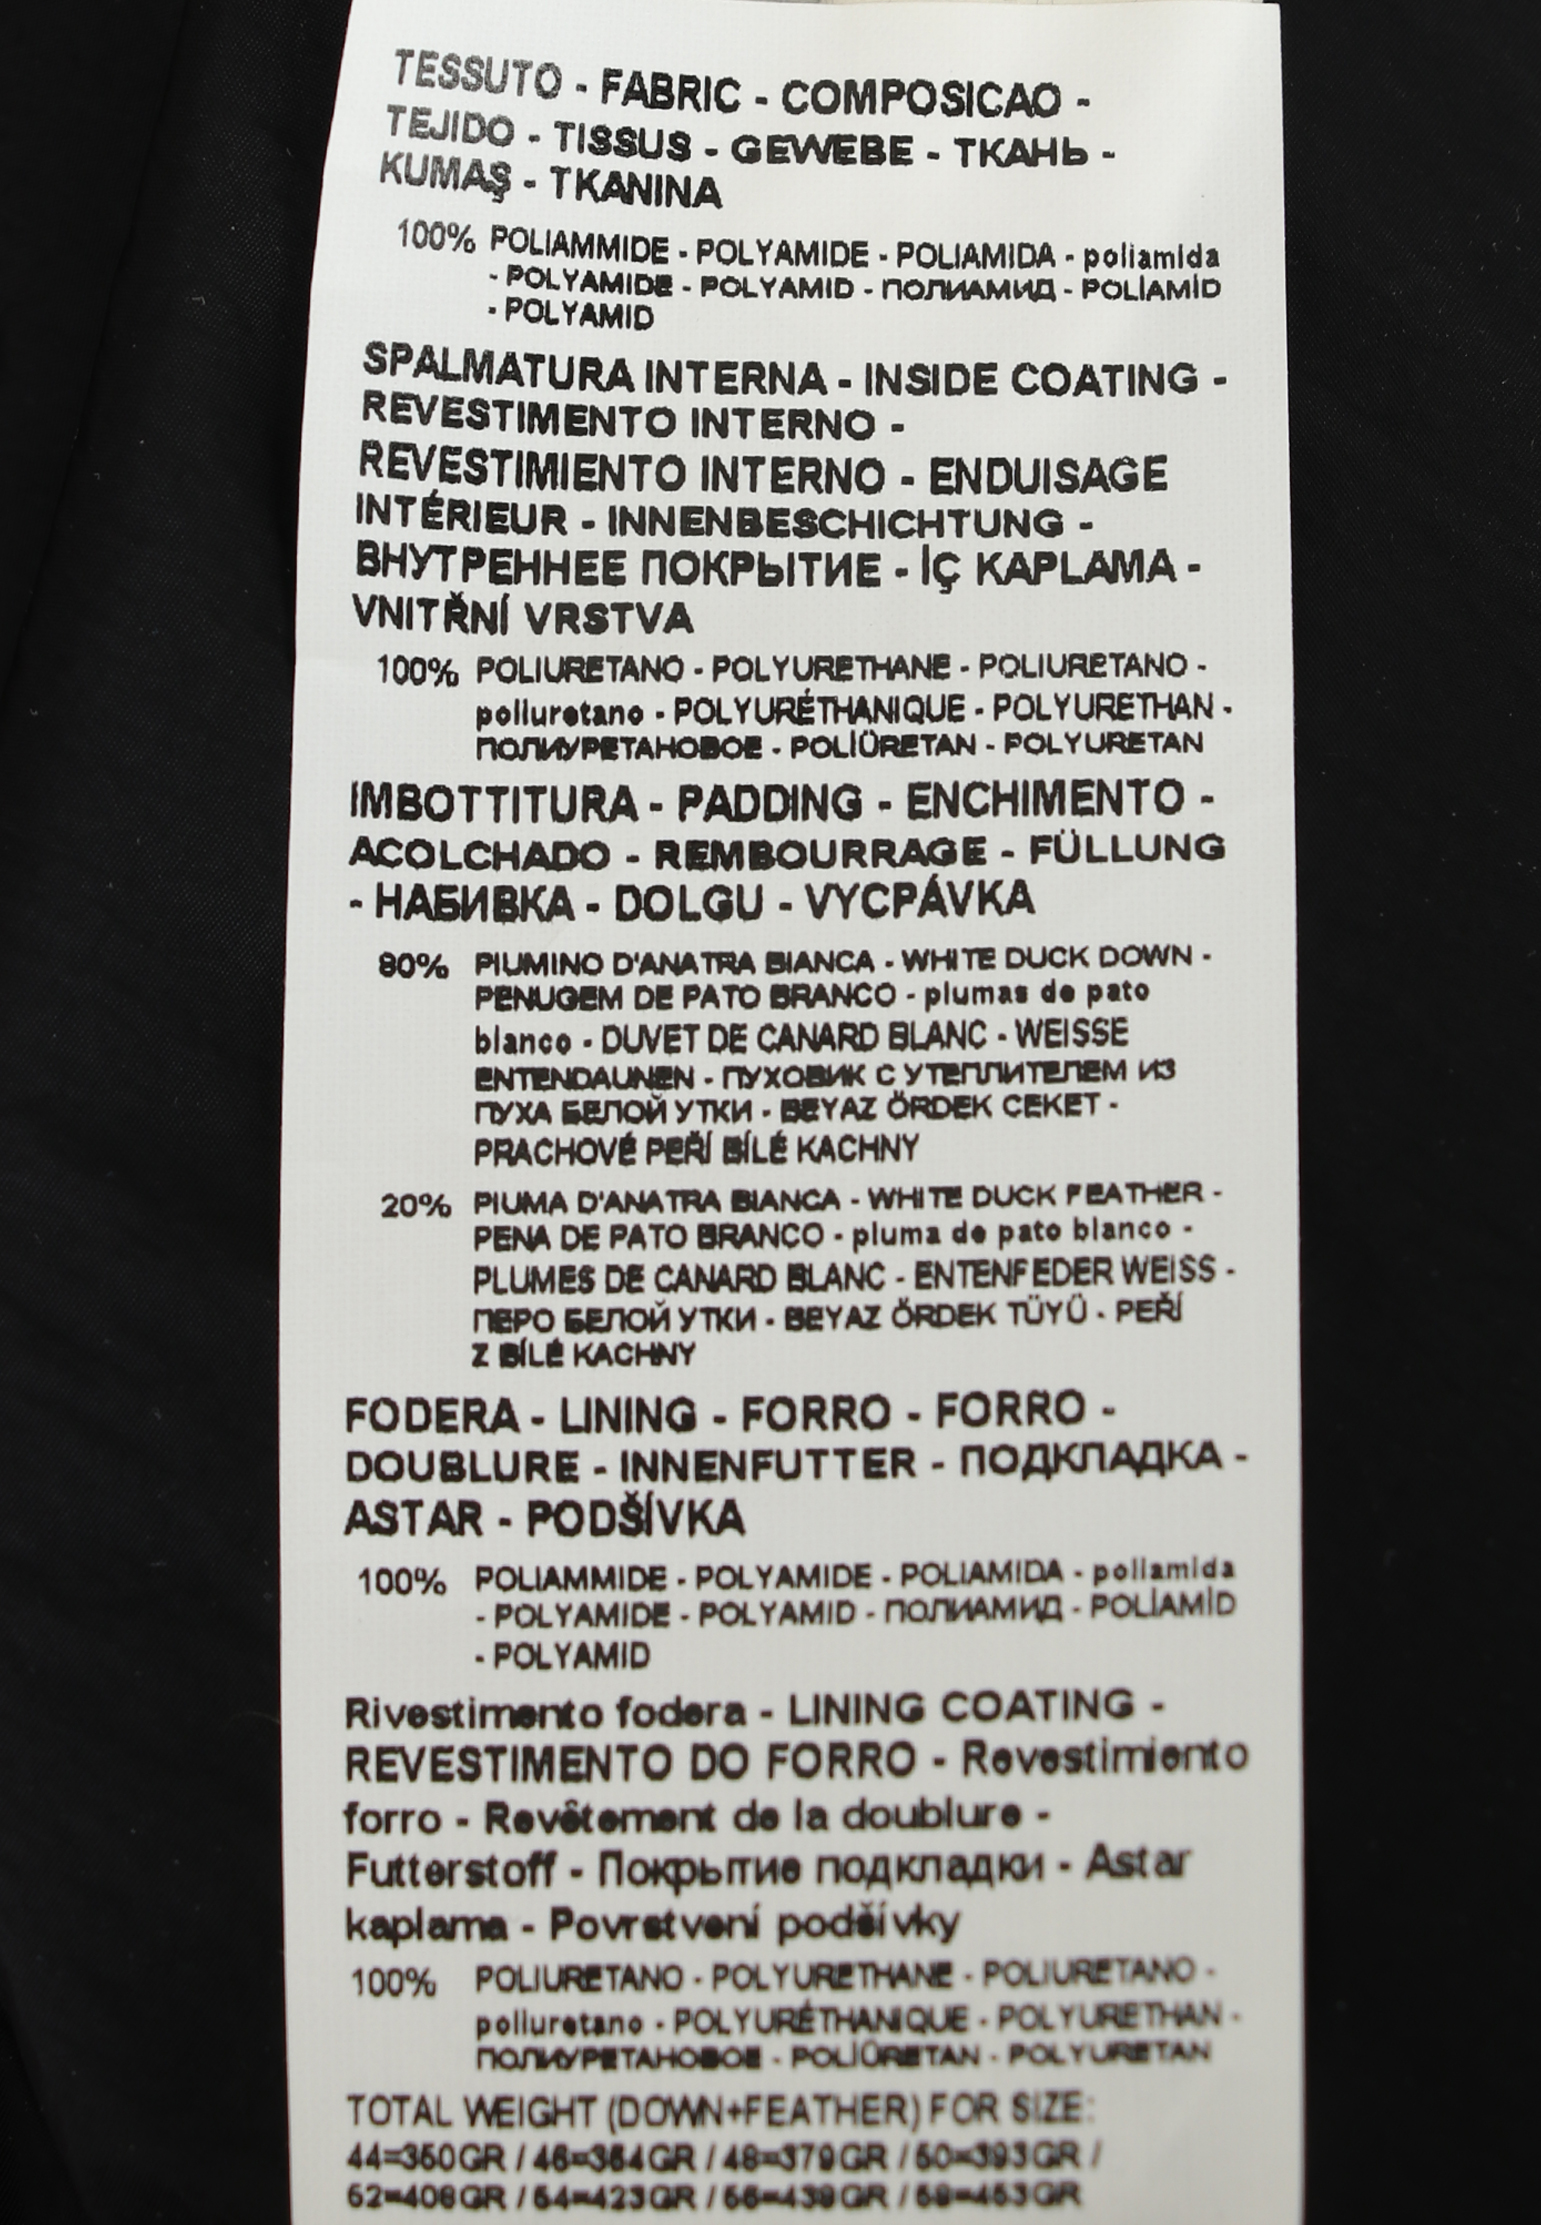 TESSUTO - FABRIC - COMPOSICAO -
TEJIDO - TISSUS - GEWEBE - ТКАНЬ -
KUMAŞ - TKANINA
100% POLIAMMIDE - POLYAMIDE - POLIAMIDA - poliamida
- POLYAMIDE - POLYAMID - ПОЛИАМИД - POLİAMİD
- POLYAMID
SPALMATURA INTERNA - INSIDE COATING -
REVESTIMENTO INTERNO -
REVESTIMIENTO INTERNO - ENDUISAGE
INTÉRIEUR - INNENBESCHICHTUNG -
ВНУТРЕННЕЕ ПОКРЫТИЕ - İÇ KAPLAMA -
VNITŘNÍ VRSTVA
100% POLIURETANO - POLYURETHANE - POLIURETANO -
poliuretano - POLYURÉTHANIQUE - POLYURETHAN -
ПОЛИУРЕТАНОВОЕ - POLİÜRETAN - POLYURETAN
IMBOTTITURA - PADDING - ENCHIMENTO -
ACOLCHADO - REMBOURRAGE - FÜLLUNG
- НАБИВКА - DOLGU - VYCPÁVKA
80% PIUMINO D'ANATRA BIANCA - WHITE DUCK DOWN -
PENUGEM DE PATO BRANCO - plumas de pato
blanco - DUVET DE CANARD BLANC - WEISSE
ENTENDAUNEN - ПУХОВИК С УТЕПЛИТЕЛЕМ ИЗ
ПУХА БЕЛОЙ УТКИ - BEYAZ ÖRDEK CEKET -
PRACHOVÉ PEŘÍ BÍLÉ KACHNY
20% PIUMA D'ANATRA BIANCA - WHITE DUCK FEATHER -
PENA DE PATO BRANCO - pluma de pato blanco -
PLUMES DE CANARD BLANC - ENTENFEDER WEISS -
ПЕРО БЕЛОЙ УТКИ - BEYAZ ÖRDEK TÜYÜ - PEŘÍ
Z BÍLÉ KACHNY
FODERA - LINING - FORRO - FORRO -
DOUBLURE - INNENFUTTER - ПОДКЛАДКА -
ASTAR - PODŠÍVKA
100% POLIAMMIDE - POLYAMIDE - POLIAMIDA - poliamida
- POLYAMIDE - POLYAMID - ПОЛИАМИД - POLİAMİD
- POLYAMID
Rivestimento fodera - LINING COATING -
REVESTIMENTO DO FORRO - Revestimiento
forro - Revêtement de la doublure -
Futterstoff - Покрытие подкладки - Astar
kaplama - Povrstvení podšívky
100% POLIURETANO - POLYURETHANE - POLIURETANO -
poliuretano - POLYURÉTHANIQUE - POLYURETHAN -
ПОЛИУРЕТАНОВОЕ - POLİÜRETAN - POLYURETAN
TOTAL WEIGHT (DOWN+FEATHER) FOR SIZE:
44=350GR / 46=364GR / 48=379GR / 50=393GR /
52=408GR / 54=423GR / 56=438GR / 58=453GR